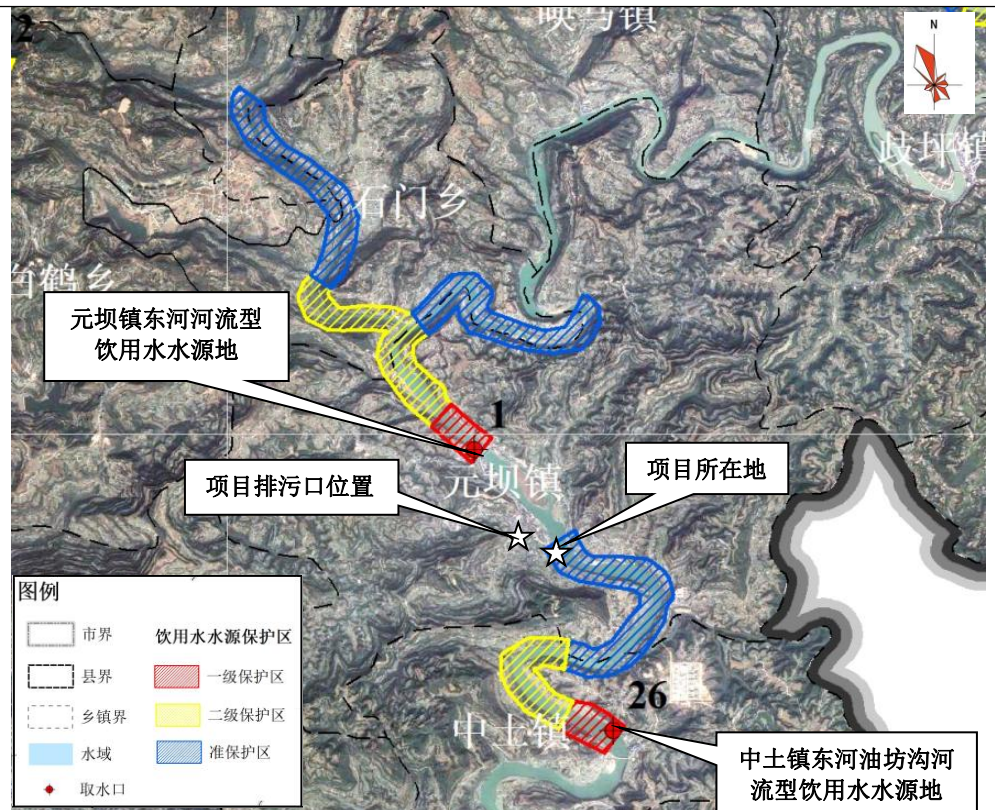 2
N
歧坪镇
石门乡
白鹤乡
元坝镇东河河流型
饮用水水源地
1
元坝镇
项目排污口位置
项目所在地
图例
市界
饮用水水源保护区
县界
一级保护区
乡镇界
二级保护区
水域
准保护区
取水口
26
中土镇
中土镇东河油坊沟河
流型饮用水水源地